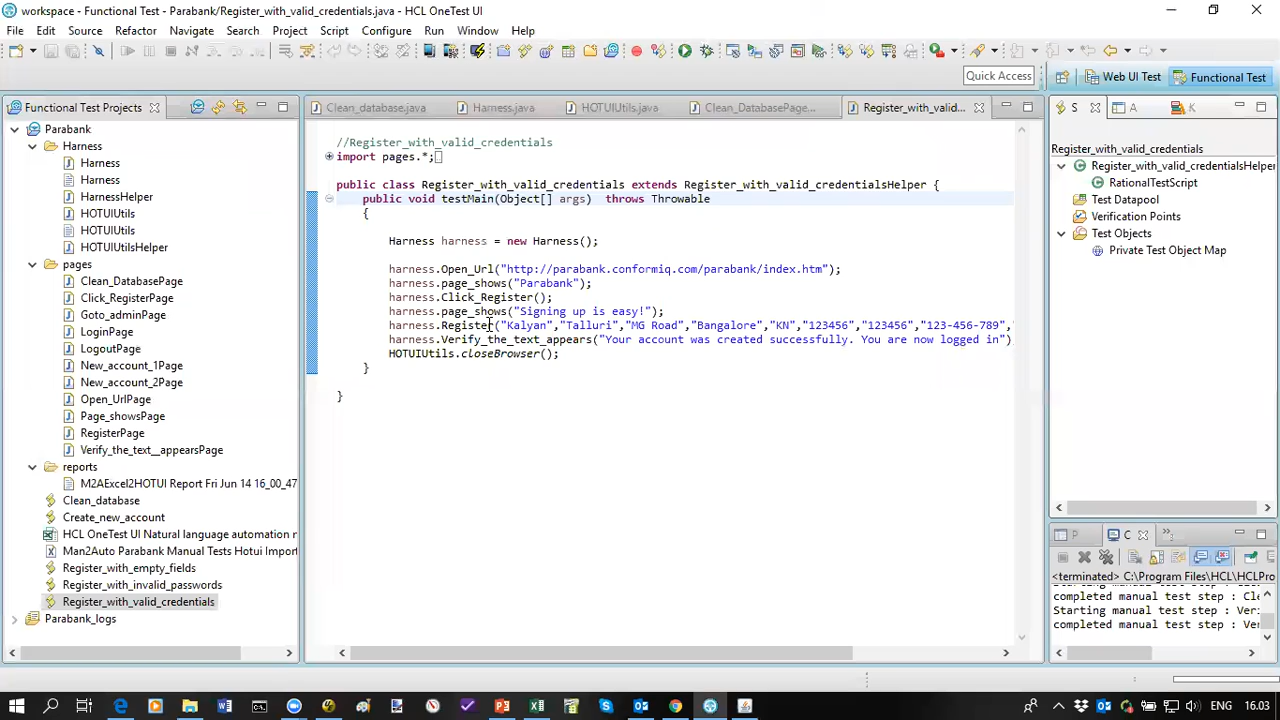 workspace - Functional Test - Parabank/Register_with_valid_credentials.java - HCL OneTest UI
File Edit Source Refactor Navigate Search Project Script Configure Run Window Help
Quick Access
Web UI Test
Functional Test
Functional Test Projects
Clean_database.java
Harness.java
HOTUIUtils.java
Clean_DatabasePage...
Register_with_valid...
S
A
K
Parabank
Harness
Harness
Harness
HarnessHelper
HOTUIUtils
HOTUIUtils
HOTUIUtilsHelper
pages
Clean_DatabasePage
Click_RegisterPage
Goto_adminPage
LoginPage
LogoutPage
New_account_1Page
New_account_2Page
Open_UrlPage
Page_showsPage
RegisterPage
Verify_the_text__appearsPage
reports
M2AExcel2HOTUI Report Fri Jun 14 16_00_47
Clean_database
Create_new_account
HCL OneTest UI Natural language automation
Man2Auto Parabank Manual Tests Hotui Import
Register_with_empty_fields
Register_with_invalid_passwords
Register_with_valid_credentials
Parabank_logs
//Register_with_valid_credentials
import pages.*;
public class Register_with_valid_credentials extends Register_with_valid_credentialsHelper {
public void testMain(Object[] args) throws Throwable
{
Harness harness = new Harness();
harness.Open_Url("http://parabank.conformiq.com/parabank/index.htm");
harness.page_shows("Parabank");
harness.Click_Register();
harness.page_shows("Signing up is easy!");
harness.Register("Kalyan","Talluri","MG Road","Bangalore","KN","123456","123456","123-456-789",
harness.Verify_the_text_appears("Your account was created successfully. You are now logged in")
HOTUIUtils.closeBrowser();
}
}
Register_with_valid_credentials
Register_with_valid_credentialsHelper
RationalTestScript
Test Datapool
Verification Points
Test Objects
Private Test Object Map
P
C
<terminated> C:\Program Files\HCL\HCLPro
completed manual test step : Cle
Starting manual test step : Veri
completed manual test step : Ver
ENG
16.03